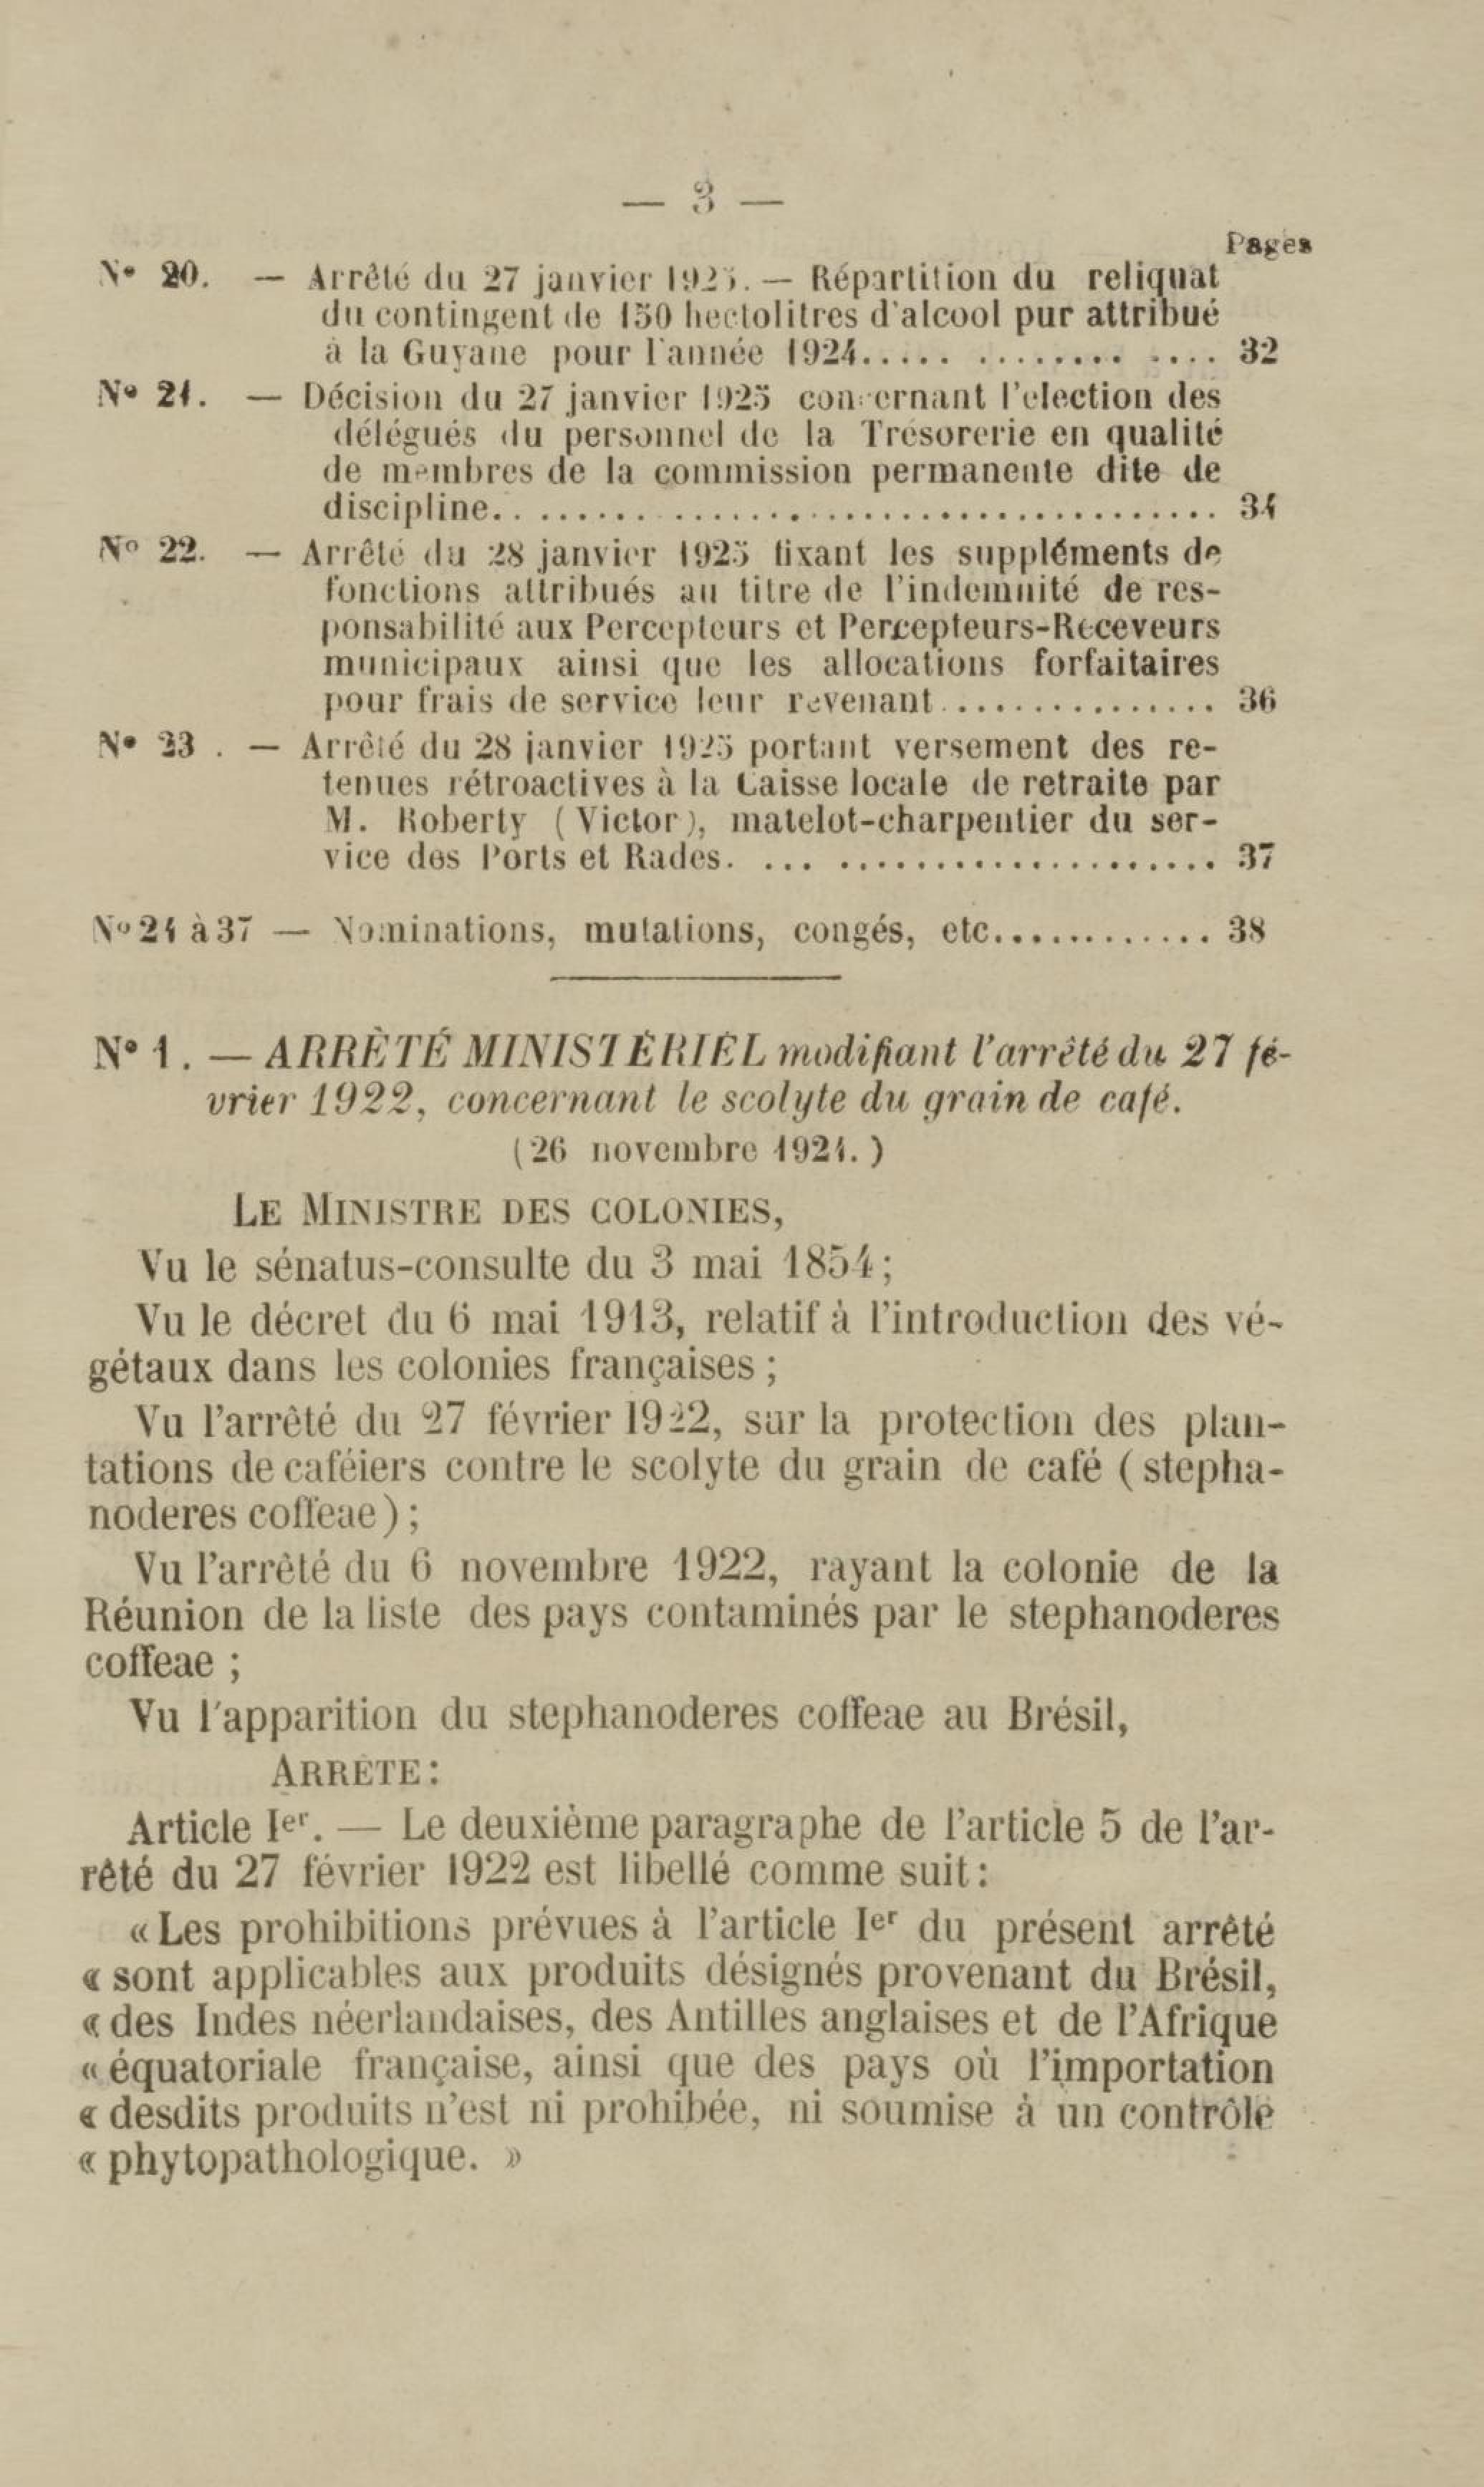 — 3 —
Pages
N° 20. — Arrêté du 27 janvier 1925. — Répartition du reliquat
du contingent de 150 hectolitres d'alcool pur attribué
à la Guyane pour l'année 1924..... ........ .... 32
N° 21. — Décision du 27 janvier 1925 concernant l'election des
délégués du personnel de la Trésorerie en qualité
de membres de la commission permanente dite de
discipline.. ....... .............................. 34
N° 22. — Arrêté du 28 janvier 1925 fixant les suppléments de
fonctions attribués au titre de l'indemnité de res-
ponsabilité aux Percepteurs et Percepteurs-Receveurs
municipaux ainsi que les allocations forfaitaires
pour frais de service leur revenant............... 36
N° 23 . — Arrêté du 28 janvier 1925 portant versement des re-
tenues rétroactives à la Caisse locale de retraite par
M. Roberty (Victor), matelot-charpentier du ser-
vice des Ports et Rades. ... .................... 37
N° 24 à 37 — Nominations, mutations, congés, etc............. 38
N° 1. — ARRÊTÉ MINISTÉRIEL modifiant l'arrêté du 27 fé-
vrier 1922, concernant le scolyte du grain de café.
(26 novembre 1924.)
LE MINISTRE DES COLONIES,
Vu le sénatus-consulte du 3 mai 1854;
Vu le décret du 6 mai 1913, relatif à l'introduction des vé-
gétaux dans les colonies françaises ;
Vu l'arrêté du 27 février 1922, sur la protection des plan-
tations de caféiers contre le scolyte du grain de café (stepha-
noderes coffeae) ;
Vu l'arrêté du 6 novembre 1922, rayant la colonie de la
Réunion de la liste des pays contaminés par le stephanoderes
coffeae ;
Vu l'apparition du stephanoderes coffeae au Brésil,
ARRÊTE:
Article Ier. — Le deuxième paragraphe de l'article 5 de l'ar-
rêté du 27 février 1922 est libellé comme suit:
« Les prohibitions prévues à l'article Ier du présent arrêté
« sont applicables aux produits désignés provenant du Brésil,
« des Indes néerlandaises, des Antilles anglaises et de l'Afrique
« équatoriale française, ainsi que des pays où l'importation
« desdits produits n'est ni prohibée, ni soumise à un contrôle
« phytopathologique. »